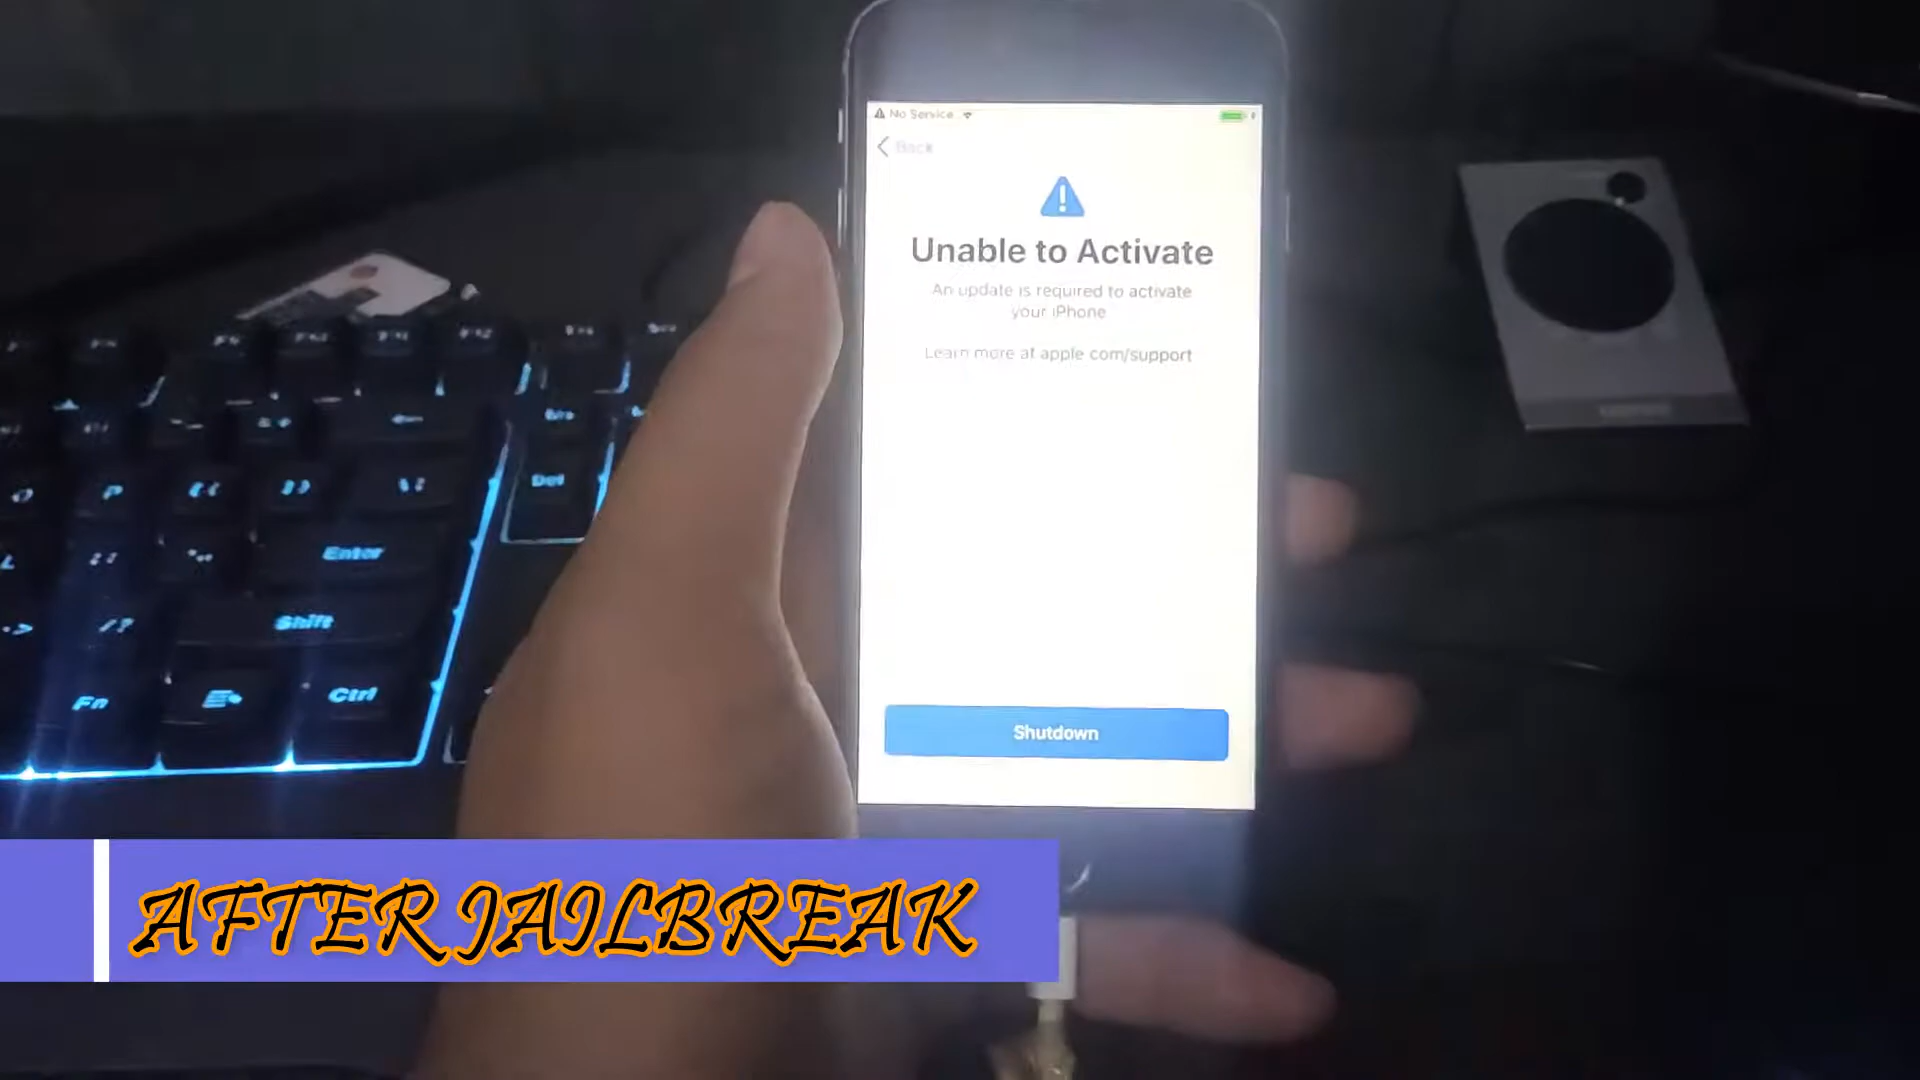 No Service
Back
Unable to Activate
An update is required to activate
your iPhone
Learn more at apple com/support
Shutdown
P
Del
L
Enter
Shift
Fn
Ctrl
AFTER JAILBREAK